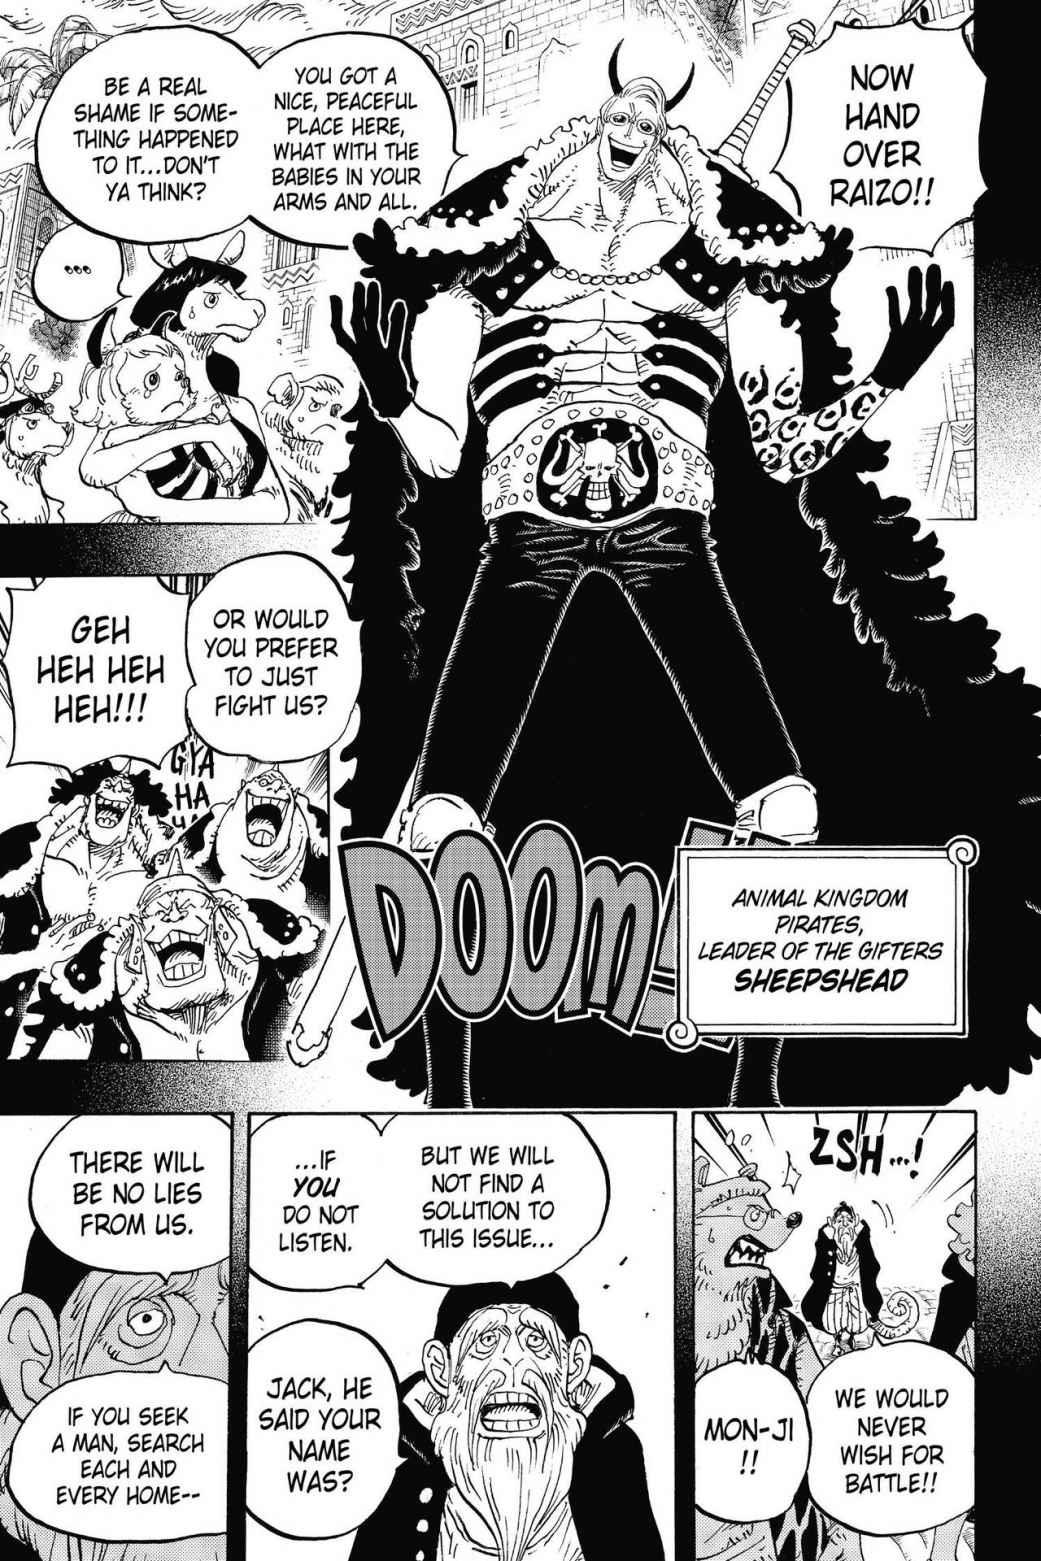 NOW
HAND
OVER
RAIZO!!
YOU GOT A
NICE, PEACEFUL
PLACE HERE,
WHAT WITH THE
BABIES IN YOUR
ARMS AND ALL.
BE A REAL
SHAME IF SOME-
THING HAPPENED
TO IT...DON'T
YA THINK?
...
OR WOULD
YOU PREFER
TO JUST
FIGHT US?
GEH
HEH HEH
HEH!!!
GYA
HA
HA
DOOM
ANIMAL KINGDOM
PIRATES,
LEADER OF THE GIFTERS
SHEEPSHEAD
ZSH...!
WE WOULD
NEVER
WISH FOR
BATTLE!!
MON-JI
!!
BUT WE WILL
NOT FIND A
SOLUTION TO
THIS ISSUE...
...IF
YOU
DO NOT
LISTEN.
JACK, HE
SAID YOUR
NAME
WAS?
THERE WILL
BE NO LIES
FROM US.
IF YOU SEEK
A MAN, SEARCH
EACH AND
EVERY HOME--